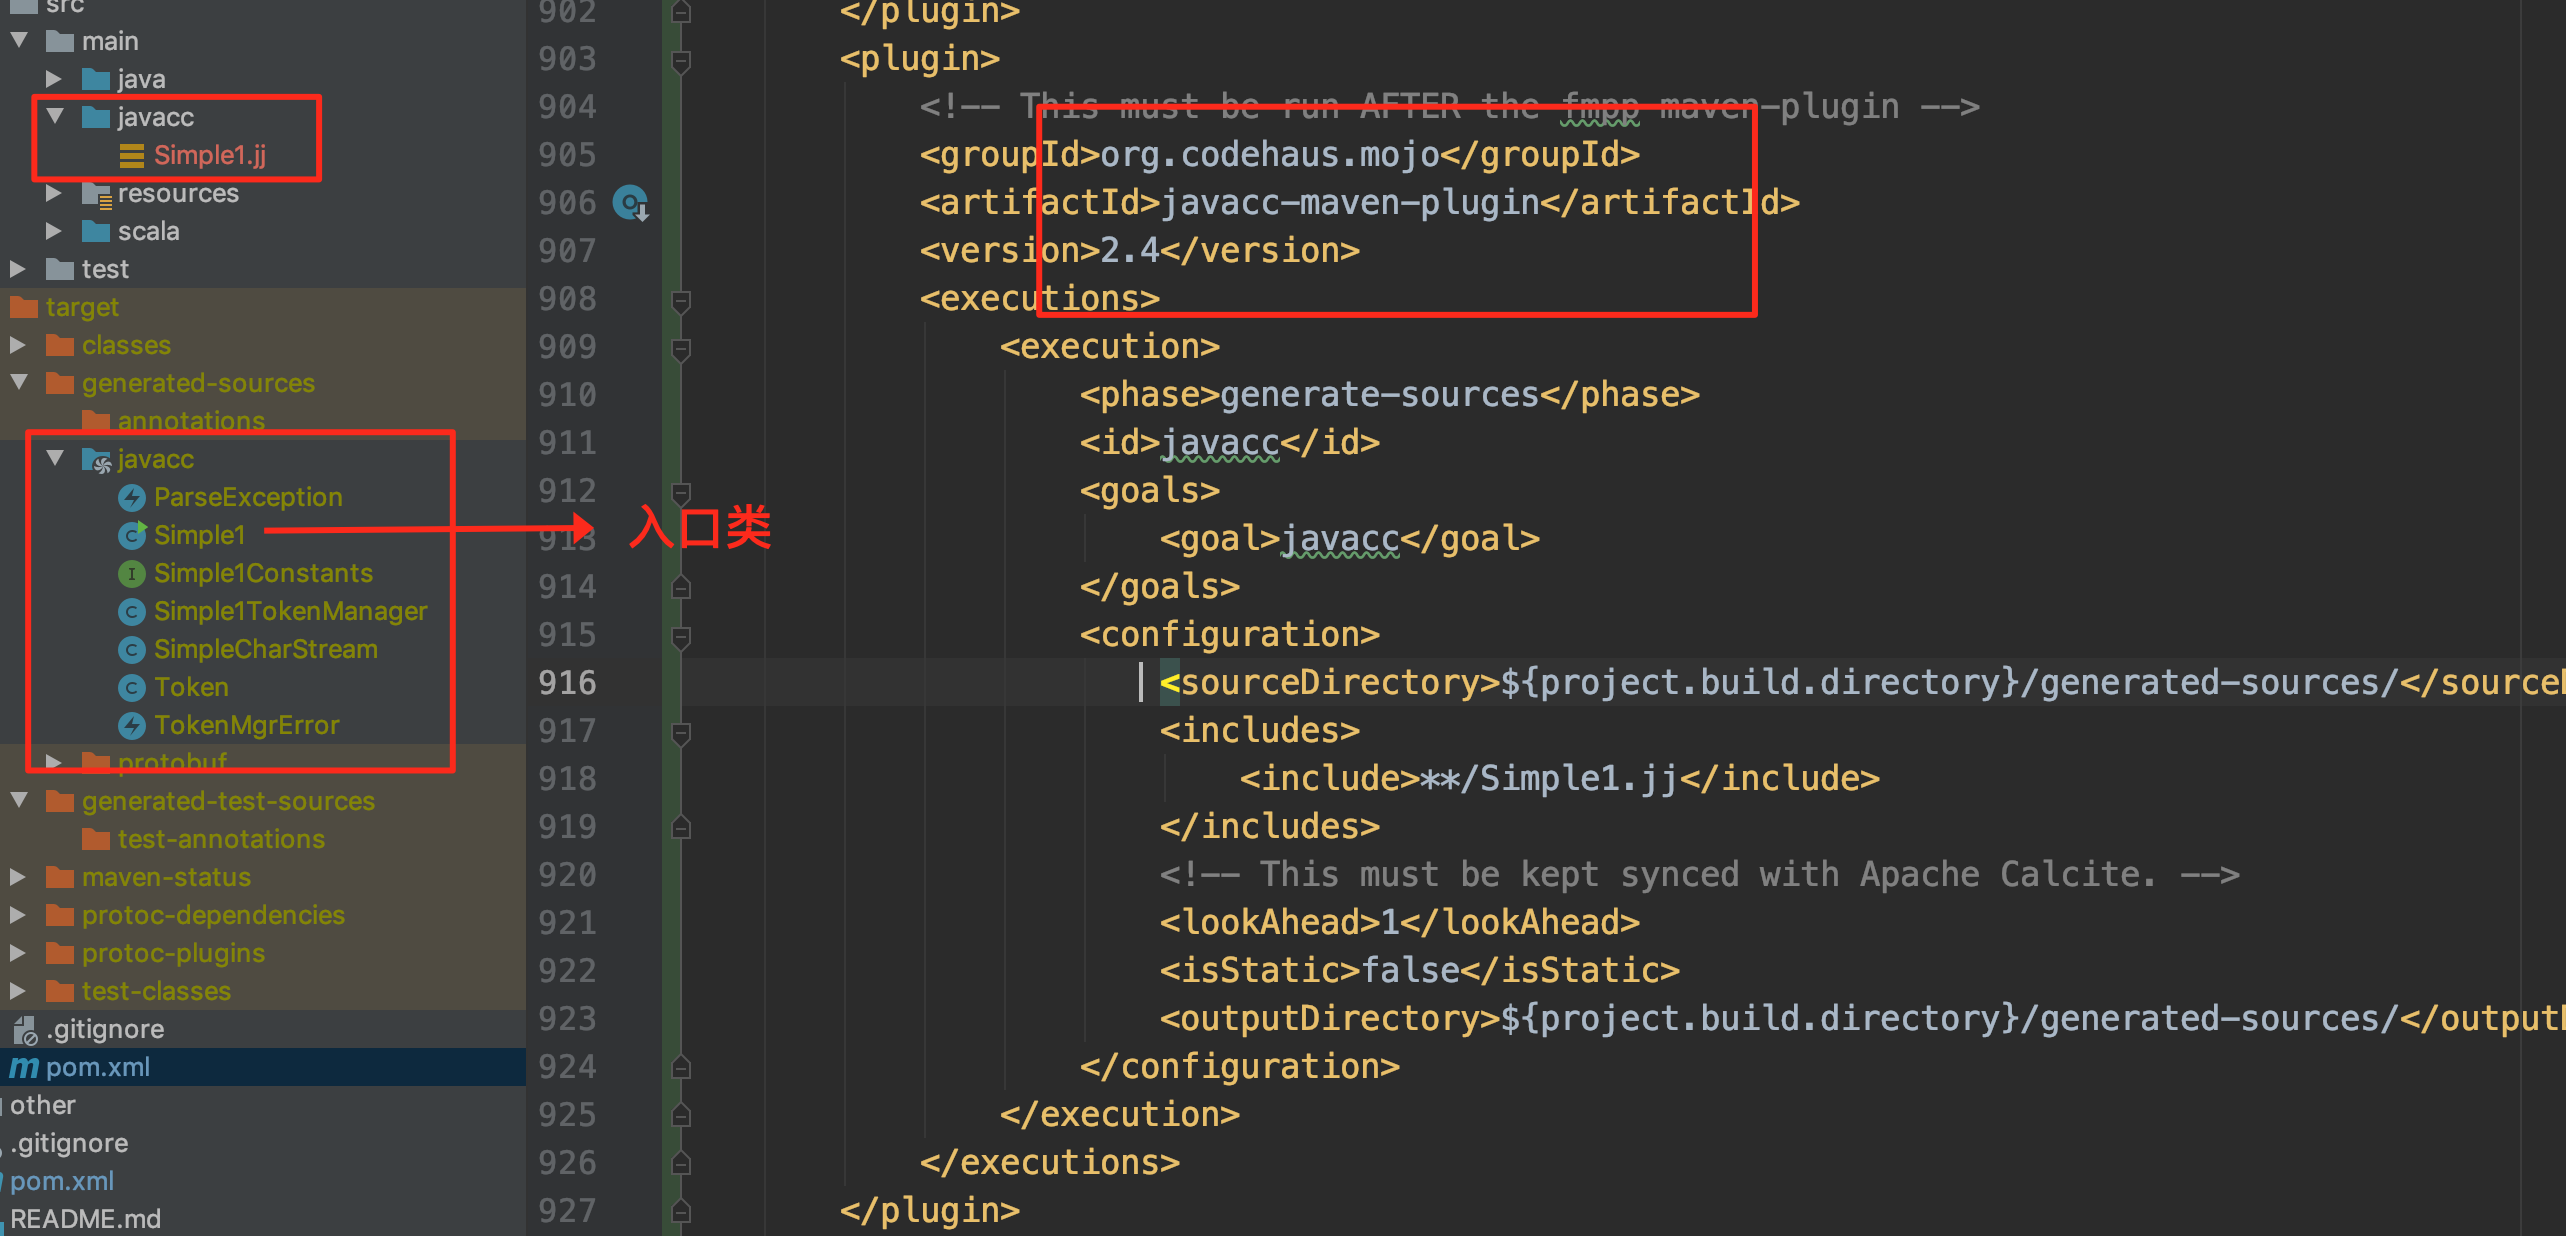 src
main
java
javacc
Simple1.jj
resources
scala
test
target
classes
generated-sources
annotations
javacc
ParseException
Simple1
Simple1Constants
Simple1TokenManager
SimpleCharStream
Token
TokenMgrError
protobuf
generated-test-sources
test-annotations
maven-status
protoc-dependencies
protoc-plugins
test-classes
.gitignore
pom.xml
other
.gitignore
pom.xml
README.md
入口类
902 </plugin>
903 <plugin>
904 <!-- This must be run AFTER the fmpp maven-plugin -->
905 <groupId>org.codehaus.mojo</groupId>
906 <artifactId>javacc-maven-plugin</artifactId>
907 <version>2.4</version>
908 <executions>
909 <execution>
910 <phase>generate-sources</phase>
911 <id>javacc</id>
912 <goals>
913 <goal>javacc</goal>
914 </goals>
915 <configuration>
916 <sourceDirectory>${project.build.directory}/generated-sources/</source
917 <includes>
918 <include>**/Simple1.jj</include>
919 </includes>
920 <!-- This must be kept synced with Apache Calcite. -->
921 <lookAhead>1</lookAhead>
922 <isStatic>false</isStatic>
923 <outputDirectory>${project.build.directory}/generated-sources/</output
924 </configuration>
925 </execution>
926 </executions>
927 </plugin>